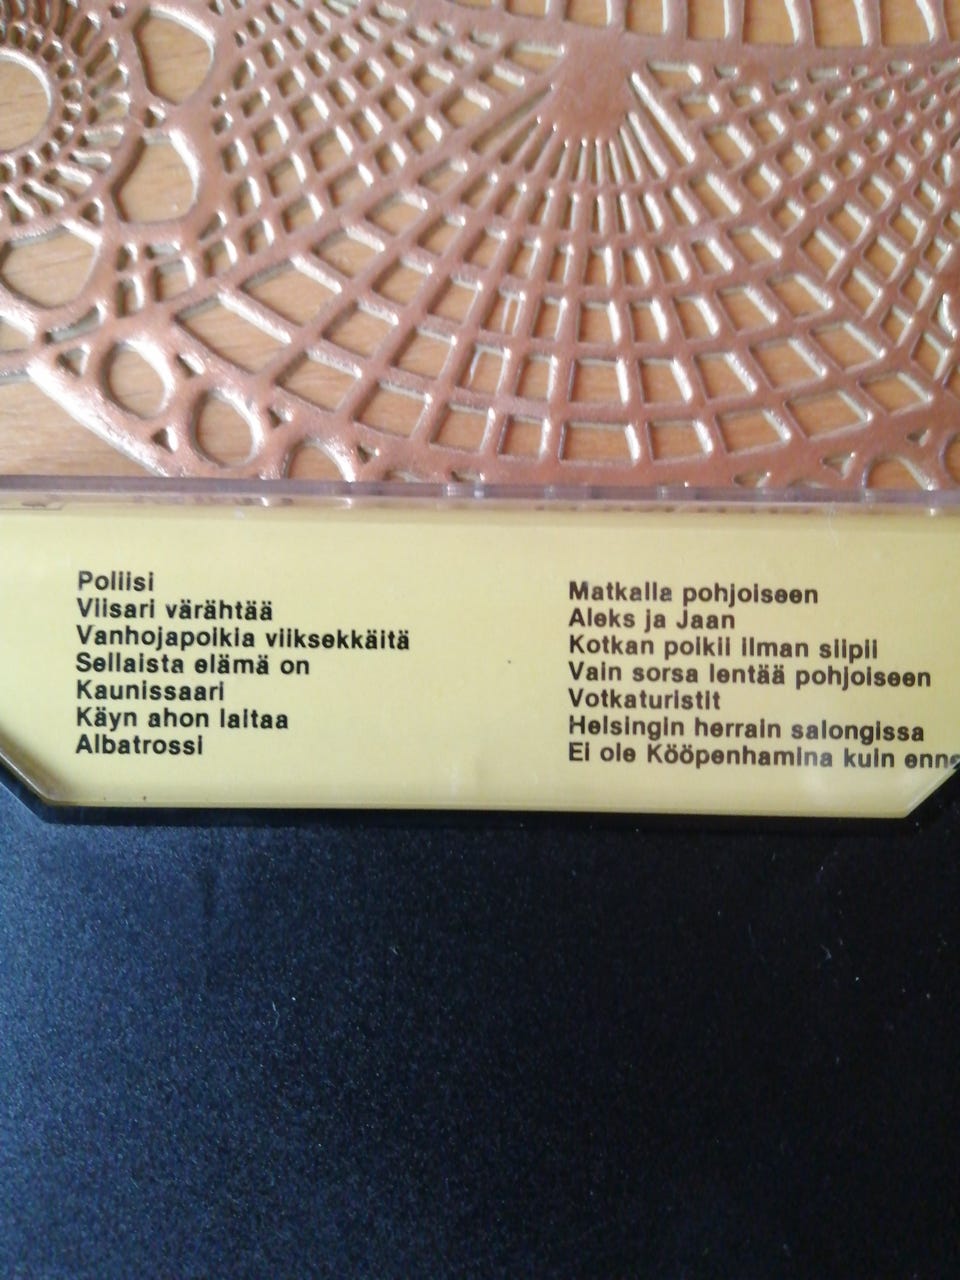 Poliisi
Viisari värähtää
Vanhojapoikia viiksekkäitä
Sellaista elämä on
Kaunissaari
Käyn ahon laitaa
Albatrossi
Matkalla pohjoiseen
Aleks ja Jaan
Kotkan poikii ilman siipii
Vain sorsa lentää pohjoiseen
Votkaturistit
Helsingin herrain salongissa
Ei ole Kööpenhamina kuin enne